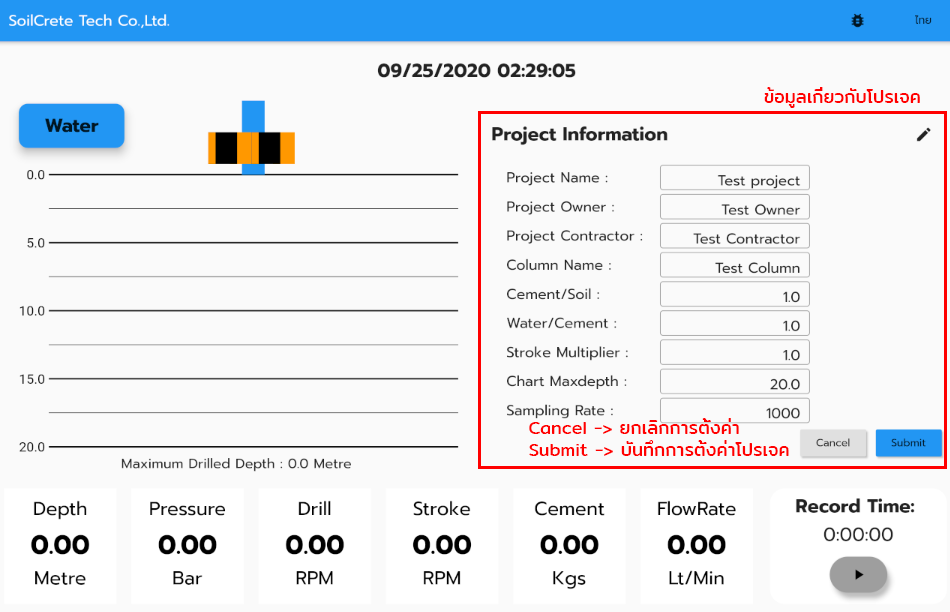 SoilCrete Tech Co.,Ltd.
ไทย
09/25/2020 02:29:05
ข้อมูลเกี่ยวกับโปรเจค
Water
Project Information
Project Name : Test project
Project Owner : Test Owner
Project Contractor : Test Contractor
Column Name : Test Column
Cement/Soil : 1.0
Water/Cement : 1.0
Stroke Multiplier : 1.0
Chart Maxdepth : 20.0
Sampling Rate : 1000
Cancel -> ยกเลิกการตั้งค่า
Submit -> บันทึกการตั้งค่าโปรเจค
Cancel
Submit
0.0
5.0
10.0
15.0
20.0
Maximum Drilled Depth : 0.0 Metre
Depth
0.00
Metre
Pressure
0.00
Bar
Drill
0.00
RPM
Stroke
0.00
RPM
Cement
0.00
Kgs
FlowRate
0.00
Lt/Min
Record Time:
0:00:00